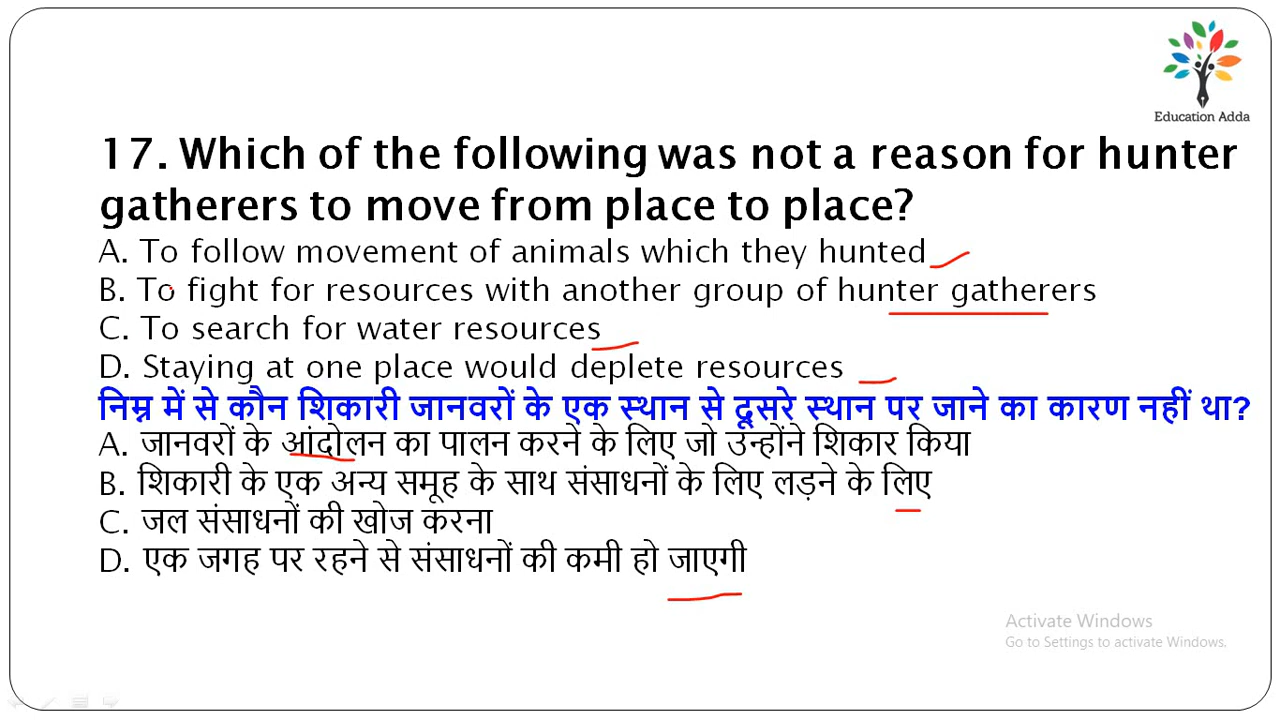 Education Adda
17. Which of the following was not a reason for hunter
gatherers to move from place to place?
A. To follow movement of animals which they hunted
B. To fight for resources with another group of hunter gatherers
C. To search for water resources
D. Staying at one place would deplete resources
निम्न में से कौन शिकारी जानवरों के एक स्थान से दूसरे स्थान पर जाने का कारण नहीं था?
A. जानवरों के आंदोलन का पालन करने के लिए जो उन्होंने शिकार किया
B. शिकारी के एक अन्य समूह के साथ संसाधनों के लिए लड़ने के लिए
C. जल संसाधनों की खोज करना
D. एक जगह पर रहने से संसाधनों की कमी हो जाएगी
Activate Windows
Go to Settings to activate Windows.